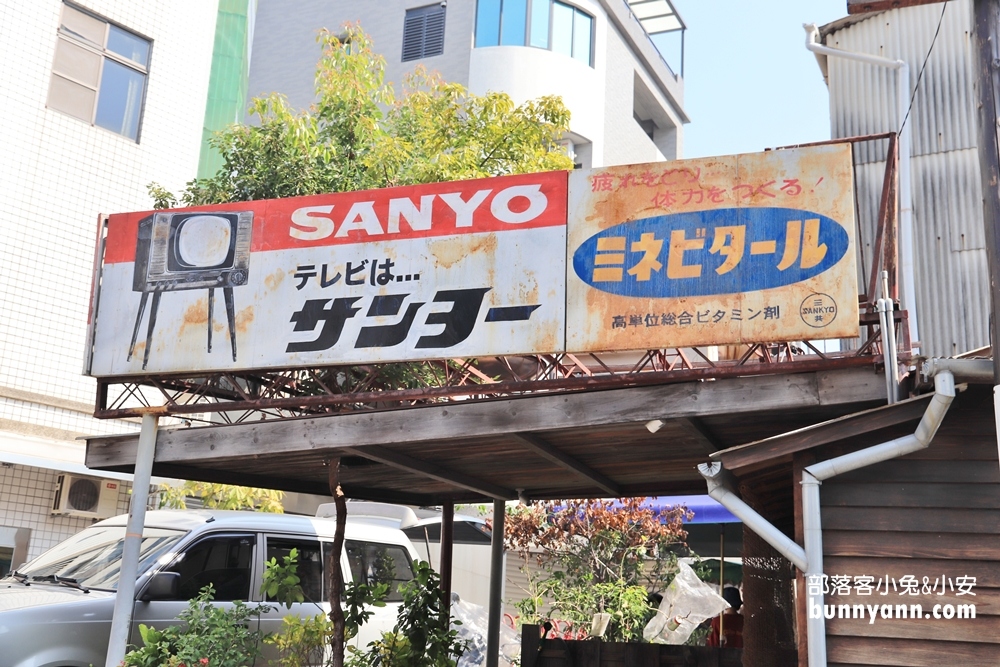 SANYO
テレビは...
サンヨー
疲れをとり
体力をつくる!
ミネビタール
高単位総合ビタミン剤
三
SANKYO
共
部落客小兔&小安
bunnyann.com